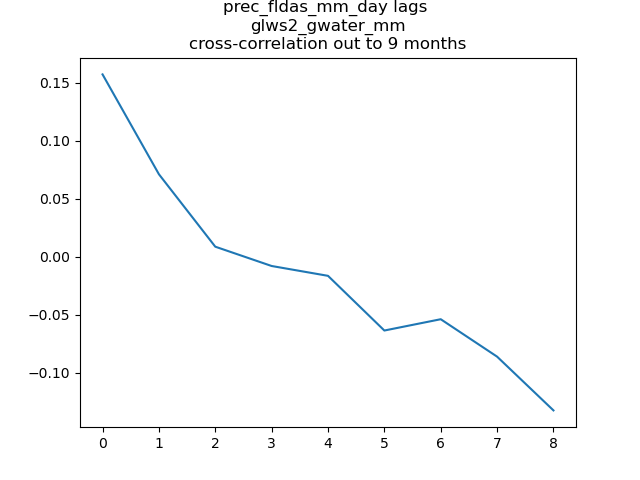 prec_fldas_mm_day lags
glws2_gwater_mm
cross-correlation out to 9 months
0.15
0.10
0.05
0.00
−0.05
−0.10
0 1 2 3 4 5 6 7 8